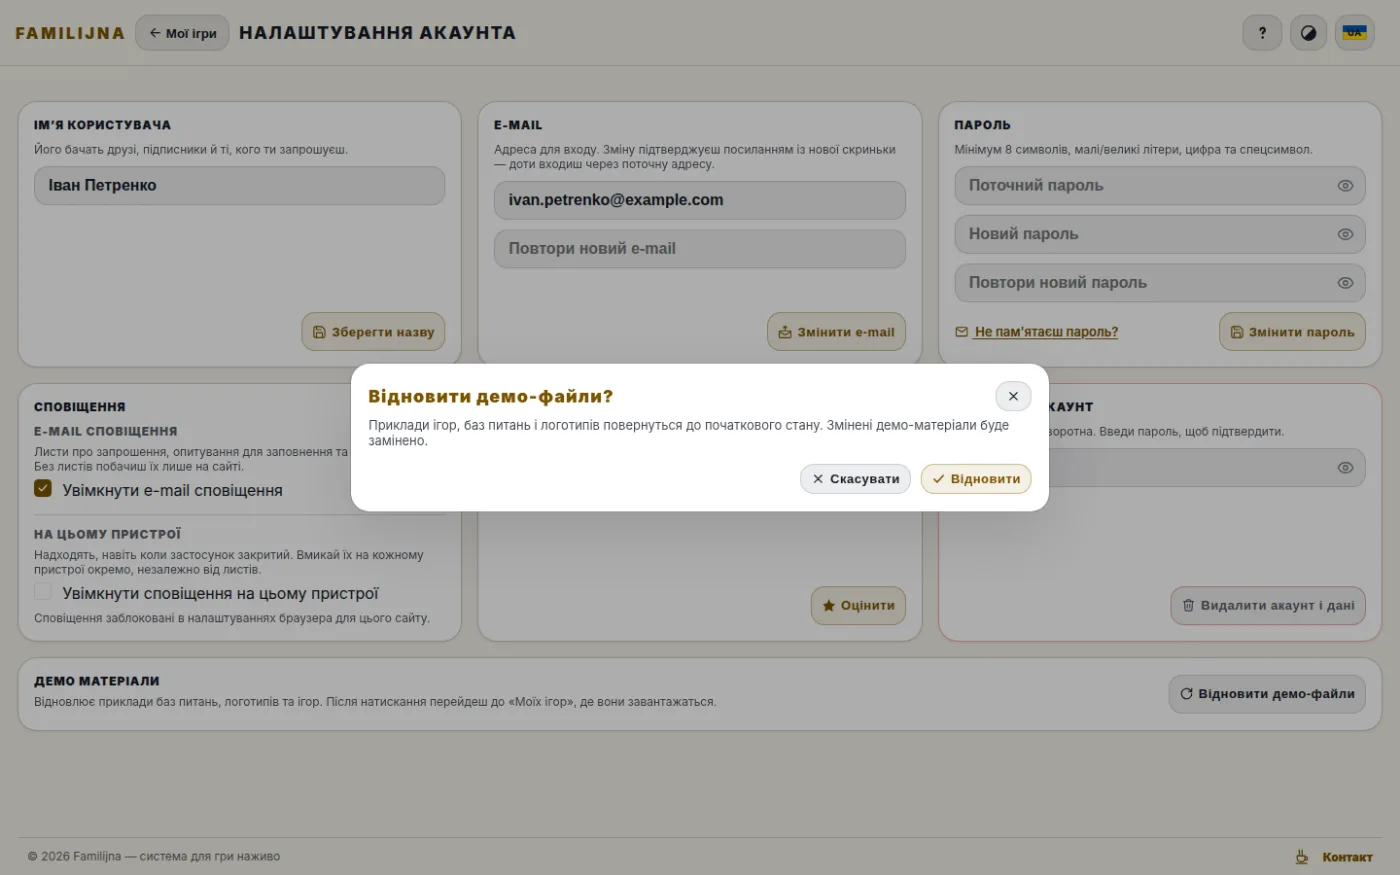 FAMILIJNA
← Мої ігри
НАЛАШТУВАННЯ АКАУНТА
?
UA
ІМ’Я КОРИСТУВАЧА
Його бачать друзі, підписники й ті, кого ти запрошуєш.
Іван Петренко
Зберегти назву
E-MAIL
Адреса для входу. Зміну підтверджуєш посиланням із нової скриньки
— доти входиш через поточну адресу.
ivan.petrenko@example.com
Повтори новий e-mail
Змінити e-mail
ПАРОЛЬ
Мінімум 8 символів, малі/великі літери, цифра та спецсимвол.
Поточний пароль
Новий пароль
Повтори новий пароль
Не пам'ятаєш пароль?
Змінити пароль
Відновити демо-файли?
Приклади ігор, баз питань і логотипів повернуться до початкового стану. Змінені демо-матеріали буде
замінено.
Скасувати
Відновити
СПОВІЩЕННЯ
E-MAIL СПОВІЩЕННЯ
Листи про запрошення, опитування для заповнення та
Без листів побачиш їх лише на сайті.
Увімкнути e-mail сповіщення
НА ЦЬОМУ ПРИСТРОЇ
Надходять, навіть коли застосунок закритий. Вмикай їх на кожному
пристрої окремо, незалежно від листів.
Увімкнути сповіщення на цьому пристрої
Сповіщення заблоковані в налаштуваннях браузера для цього сайту.
Оцінити
КАУНТ
воротна. Введи пароль, щоб підтвердити.
Видалити акаунт і дані
ДЕМО МАТЕРІАЛИ
Відновлює приклади баз питань, логотипів та ігор. Після натискання перейдеш до «Моїх ігор», де вони завантажаться.
Відновити демо-файли
© 2026 Familijna — система для гри наживо
Контакт